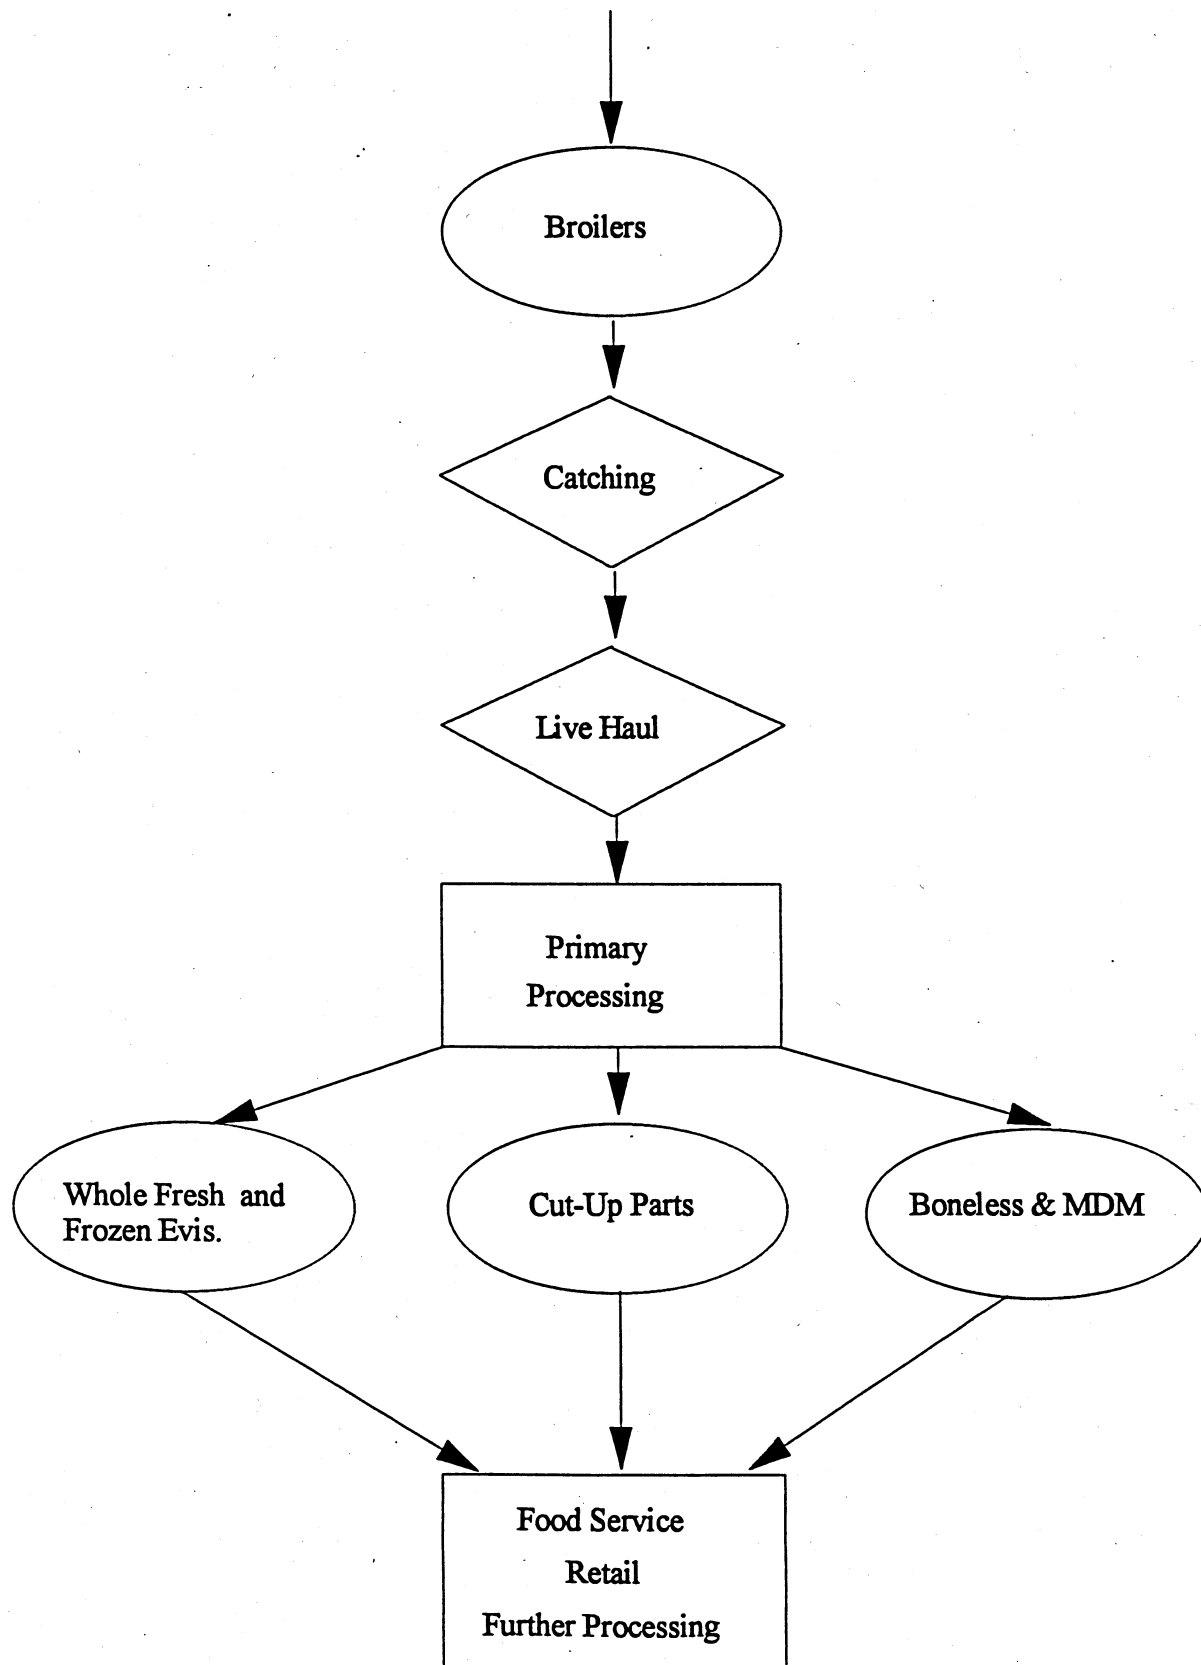 Broilers
Catching
Live Haul
Primary
Processing
Whole Fresh and
Frozen Evis.
Cut-Up Parts
Boneless & MDM
Food Service
Retail
Further Processing